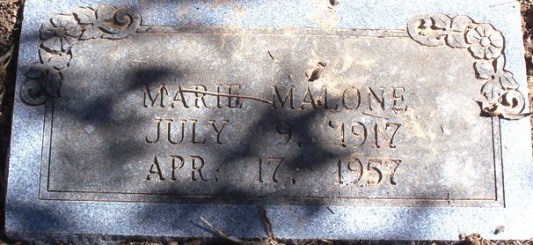 MARIE MALONE
JULY 9, 1917
APR. 17, 1957